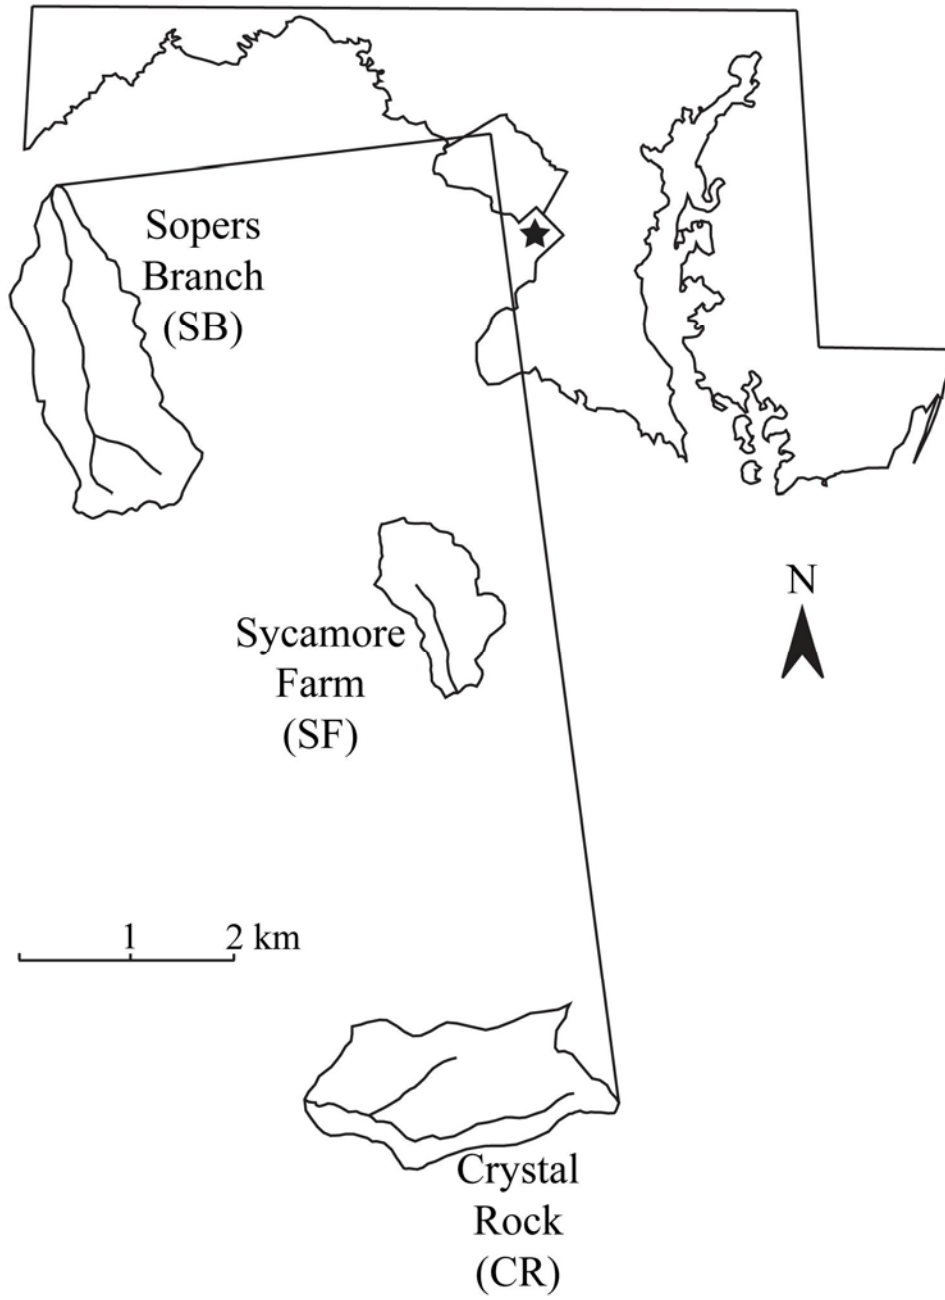 Sopers
Branch
(SB)
N
Sycamore
Farm
(SF)
1 2 km
Crystal
Rock
(CR)